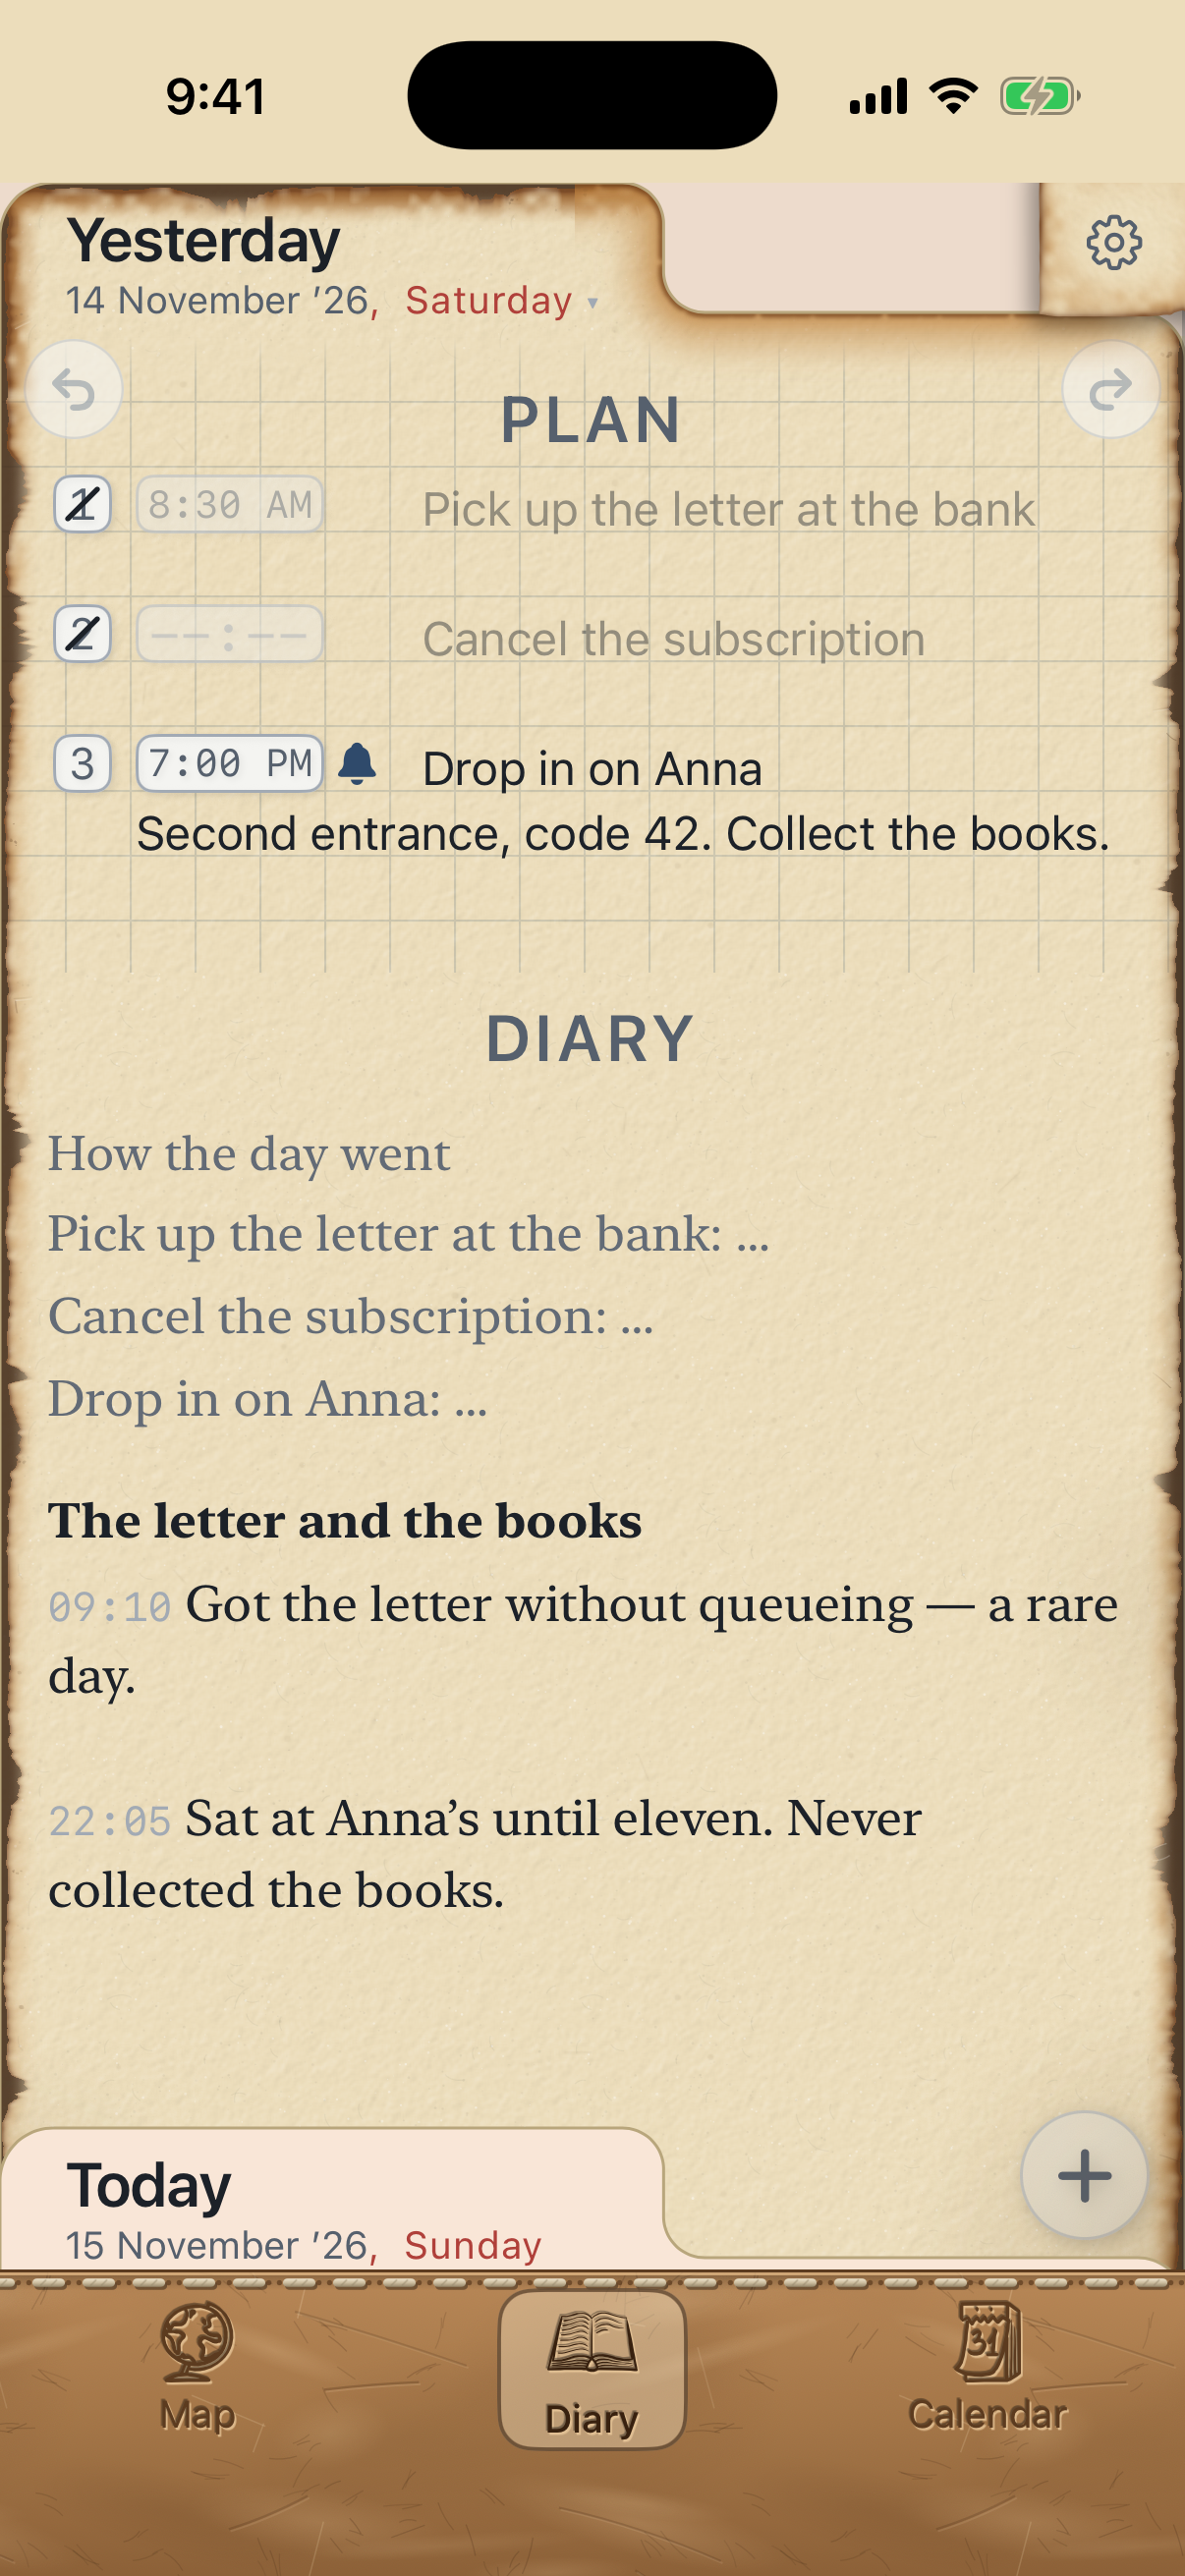 9:41
Yesterday
14 November ’26, Saturday ▾
PLAN
1 8:30 AM Pick up the letter at the bank
2 --:-- Cancel the subscription
3 7:00 PM Drop in on Anna
Second entrance, code 42. Collect the books.
DIARY
How the day went
Pick up the letter at the bank: ...
Cancel the subscription: ...
Drop in on Anna: ...
The letter and the books
09:10 Got the letter without queueing — a rare
day.
22:05 Sat at Anna’s until eleven. Never
collected the books.
Today
15 November ’26, Sunday
31
Map Diary Calendar